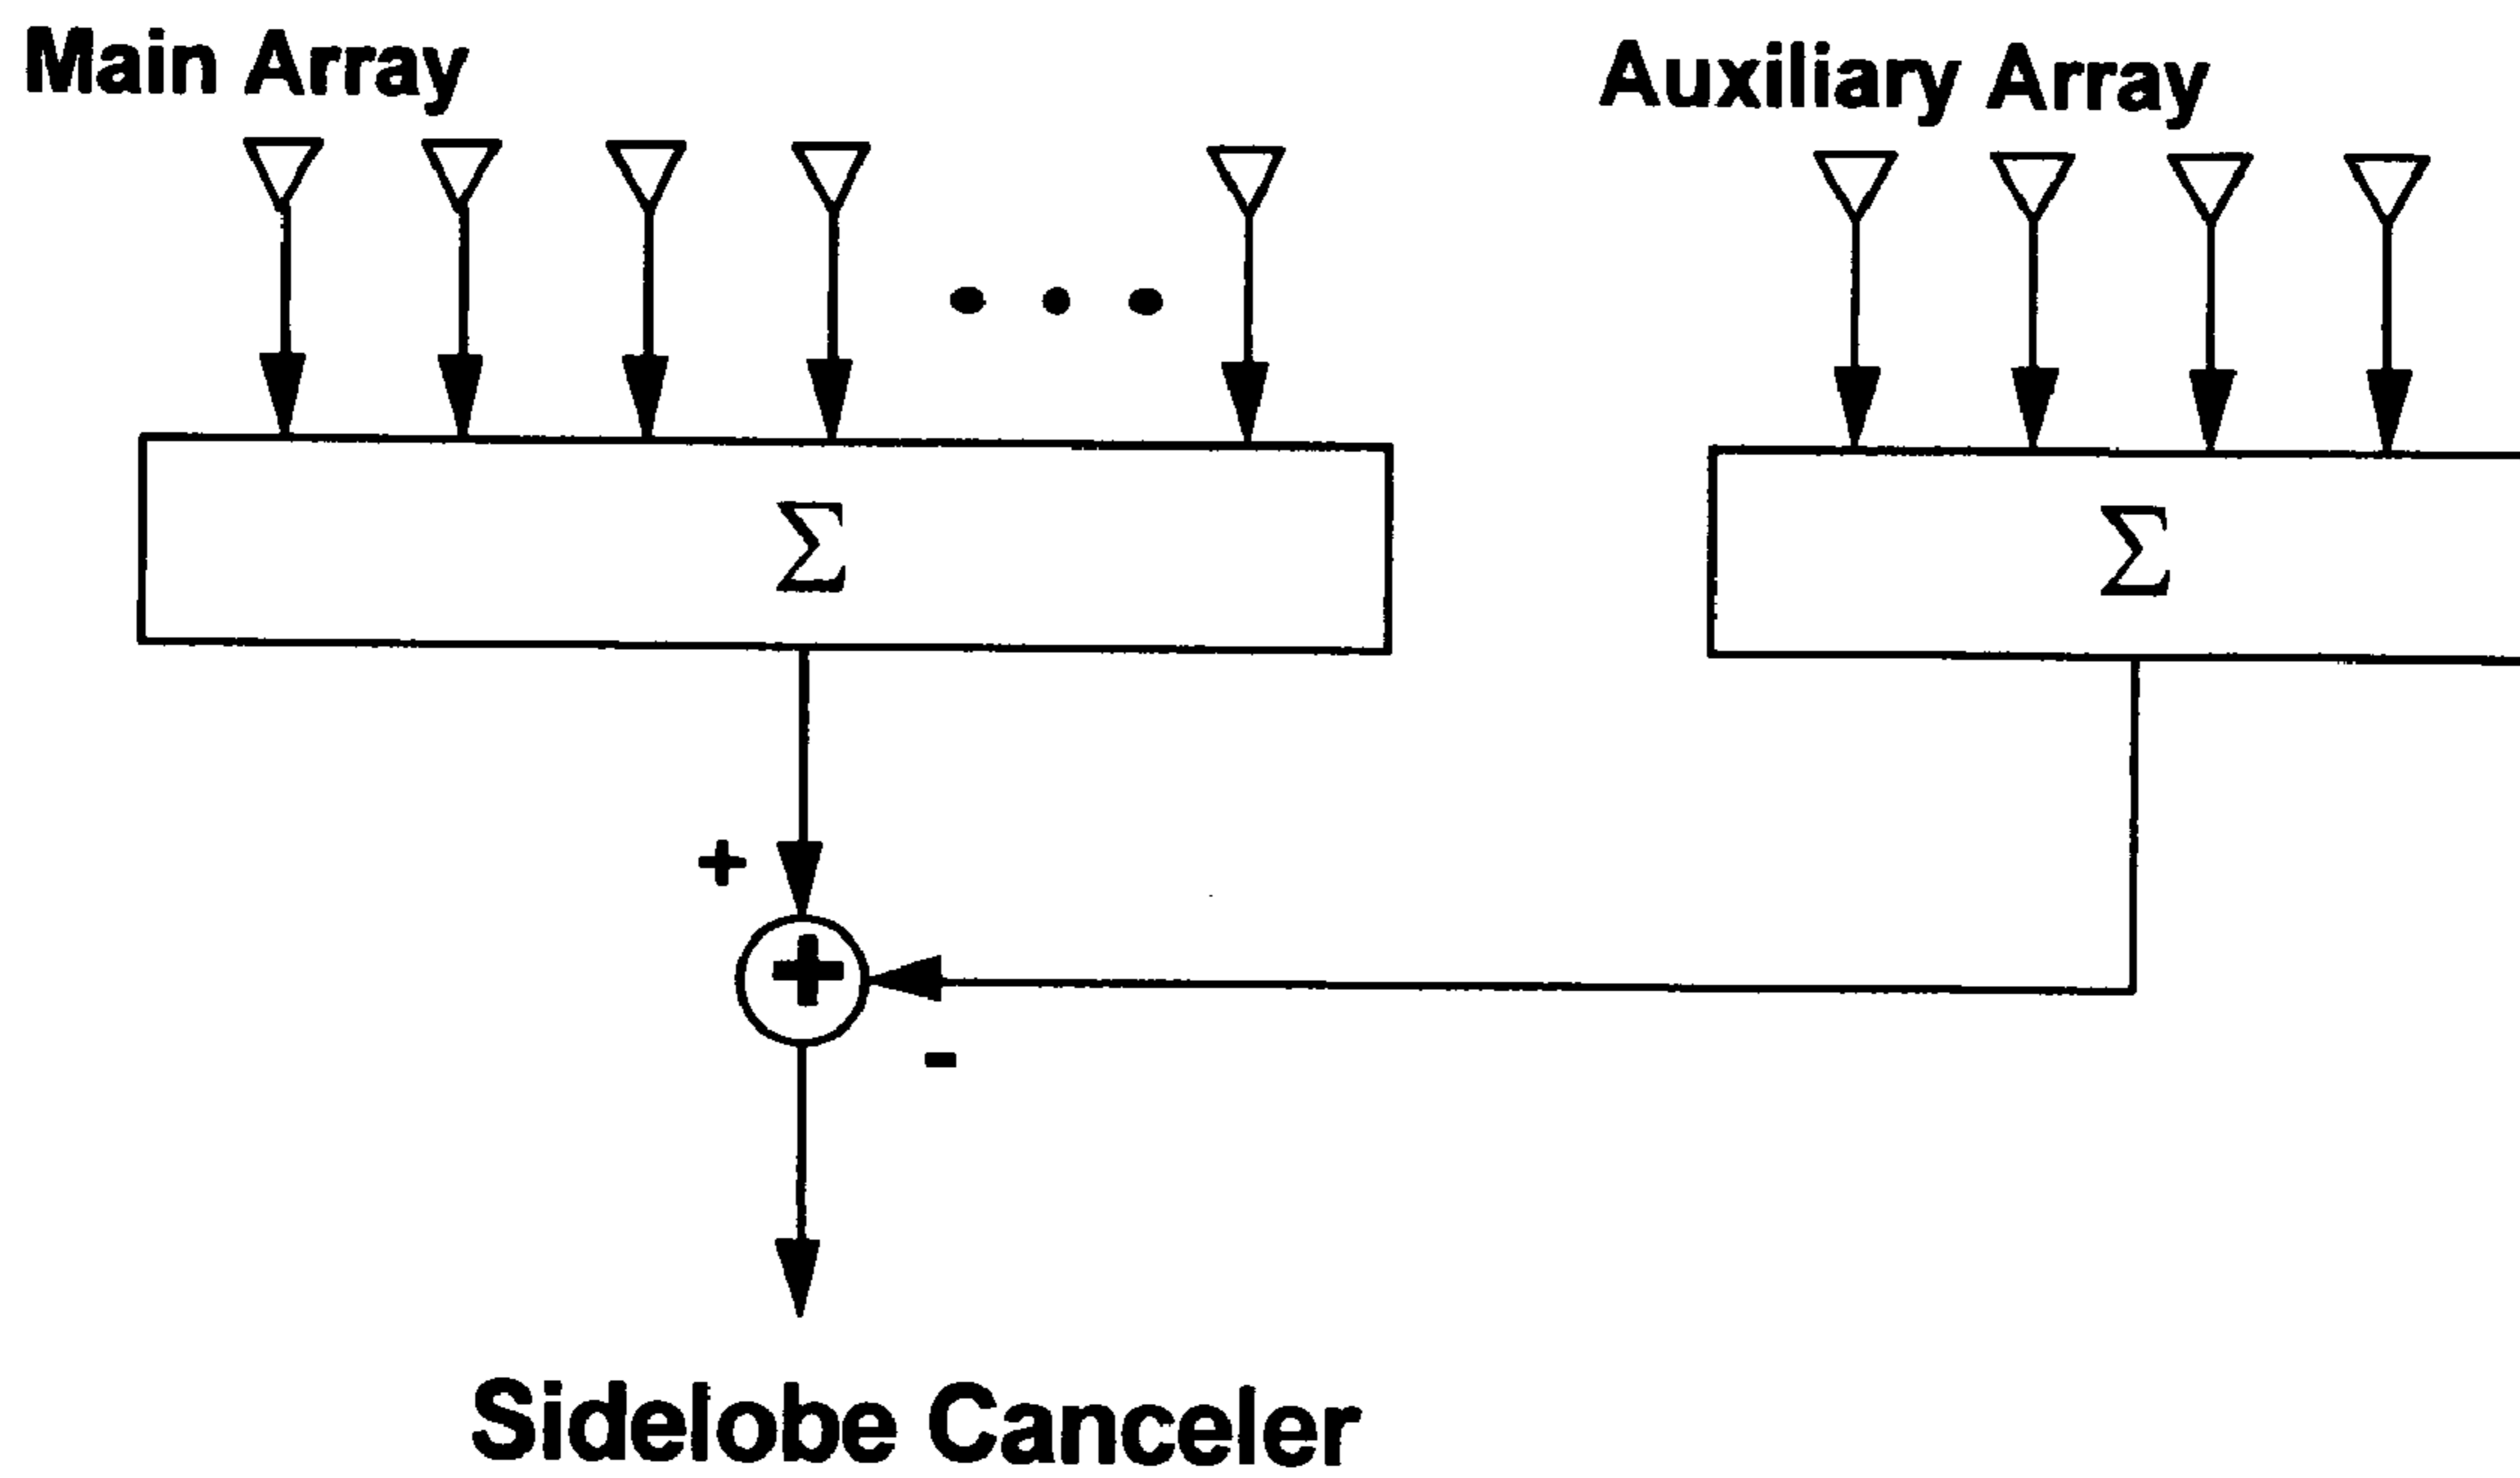 Main Array
Auxiliary Array
• • •
Σ
Σ
+
+
-
Sidelobe Canceler